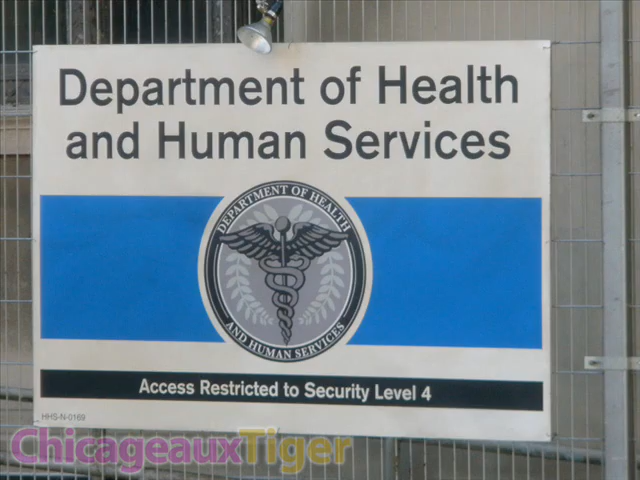 Department of Health
and Human Services
DEPARTMENT OF HEALTH
AND HUMAN SERVICES
Access Restricted to Security Level 4
HHS-N-0169
ChicageauxTiger